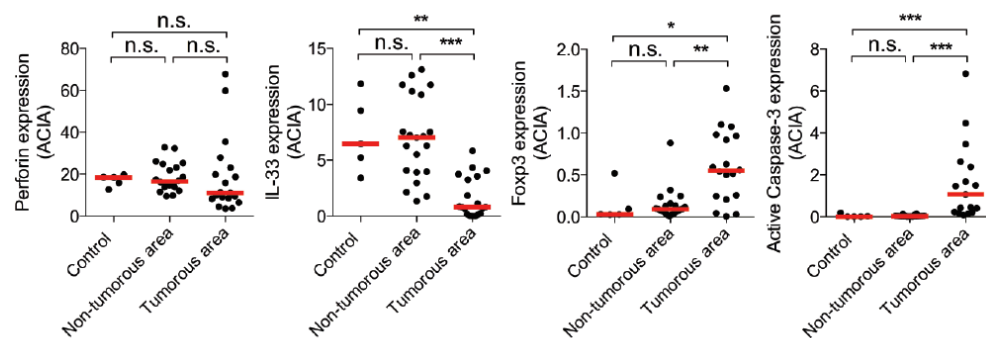 n.s.
n.s. n.s.
Perforin expression
(ACIA)
80
60
40
20
0
Control
Non-tumorous area
Tumorous area
**
n.s. ***
IL-33 expression
(ACIA)
15
10
5
0
Control
Non-tumorous area
Tumorous area
*
n.s. **
Foxp3 expression
(ACIA)
2.0
1.5
1.0
0.5
0.0
Control
Non-tumorous area
Tumorous area
***
n.s. ***
Active Caspase-3 expression
(ACIA)
8
6
4
2
0
Control
Non-tumorous area
Tumorous area